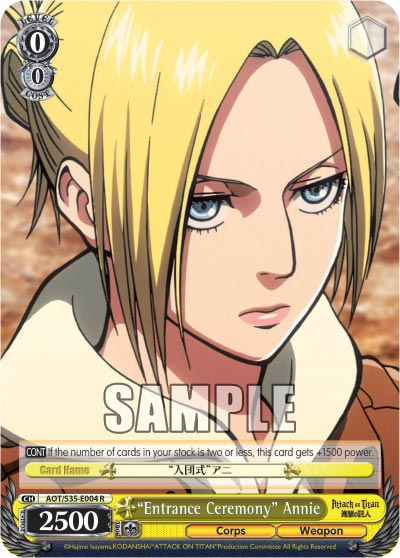 LEVEL
0
0
COST
SAMPLE
CONT If the number of cards in your stock is two or less, this card gets +1500 power.
Card Name
“入団式”アニ
CH AOT/S35-E004 R
“Entrance Ceremony” Annie
Attack on Titan
進撃の巨人
POWER
2500
SOUL
Corps
Weapon
©Hajime Isayama,KODANSHA/"ATTACK ON TITAN"Production Committee All Rights Reserved